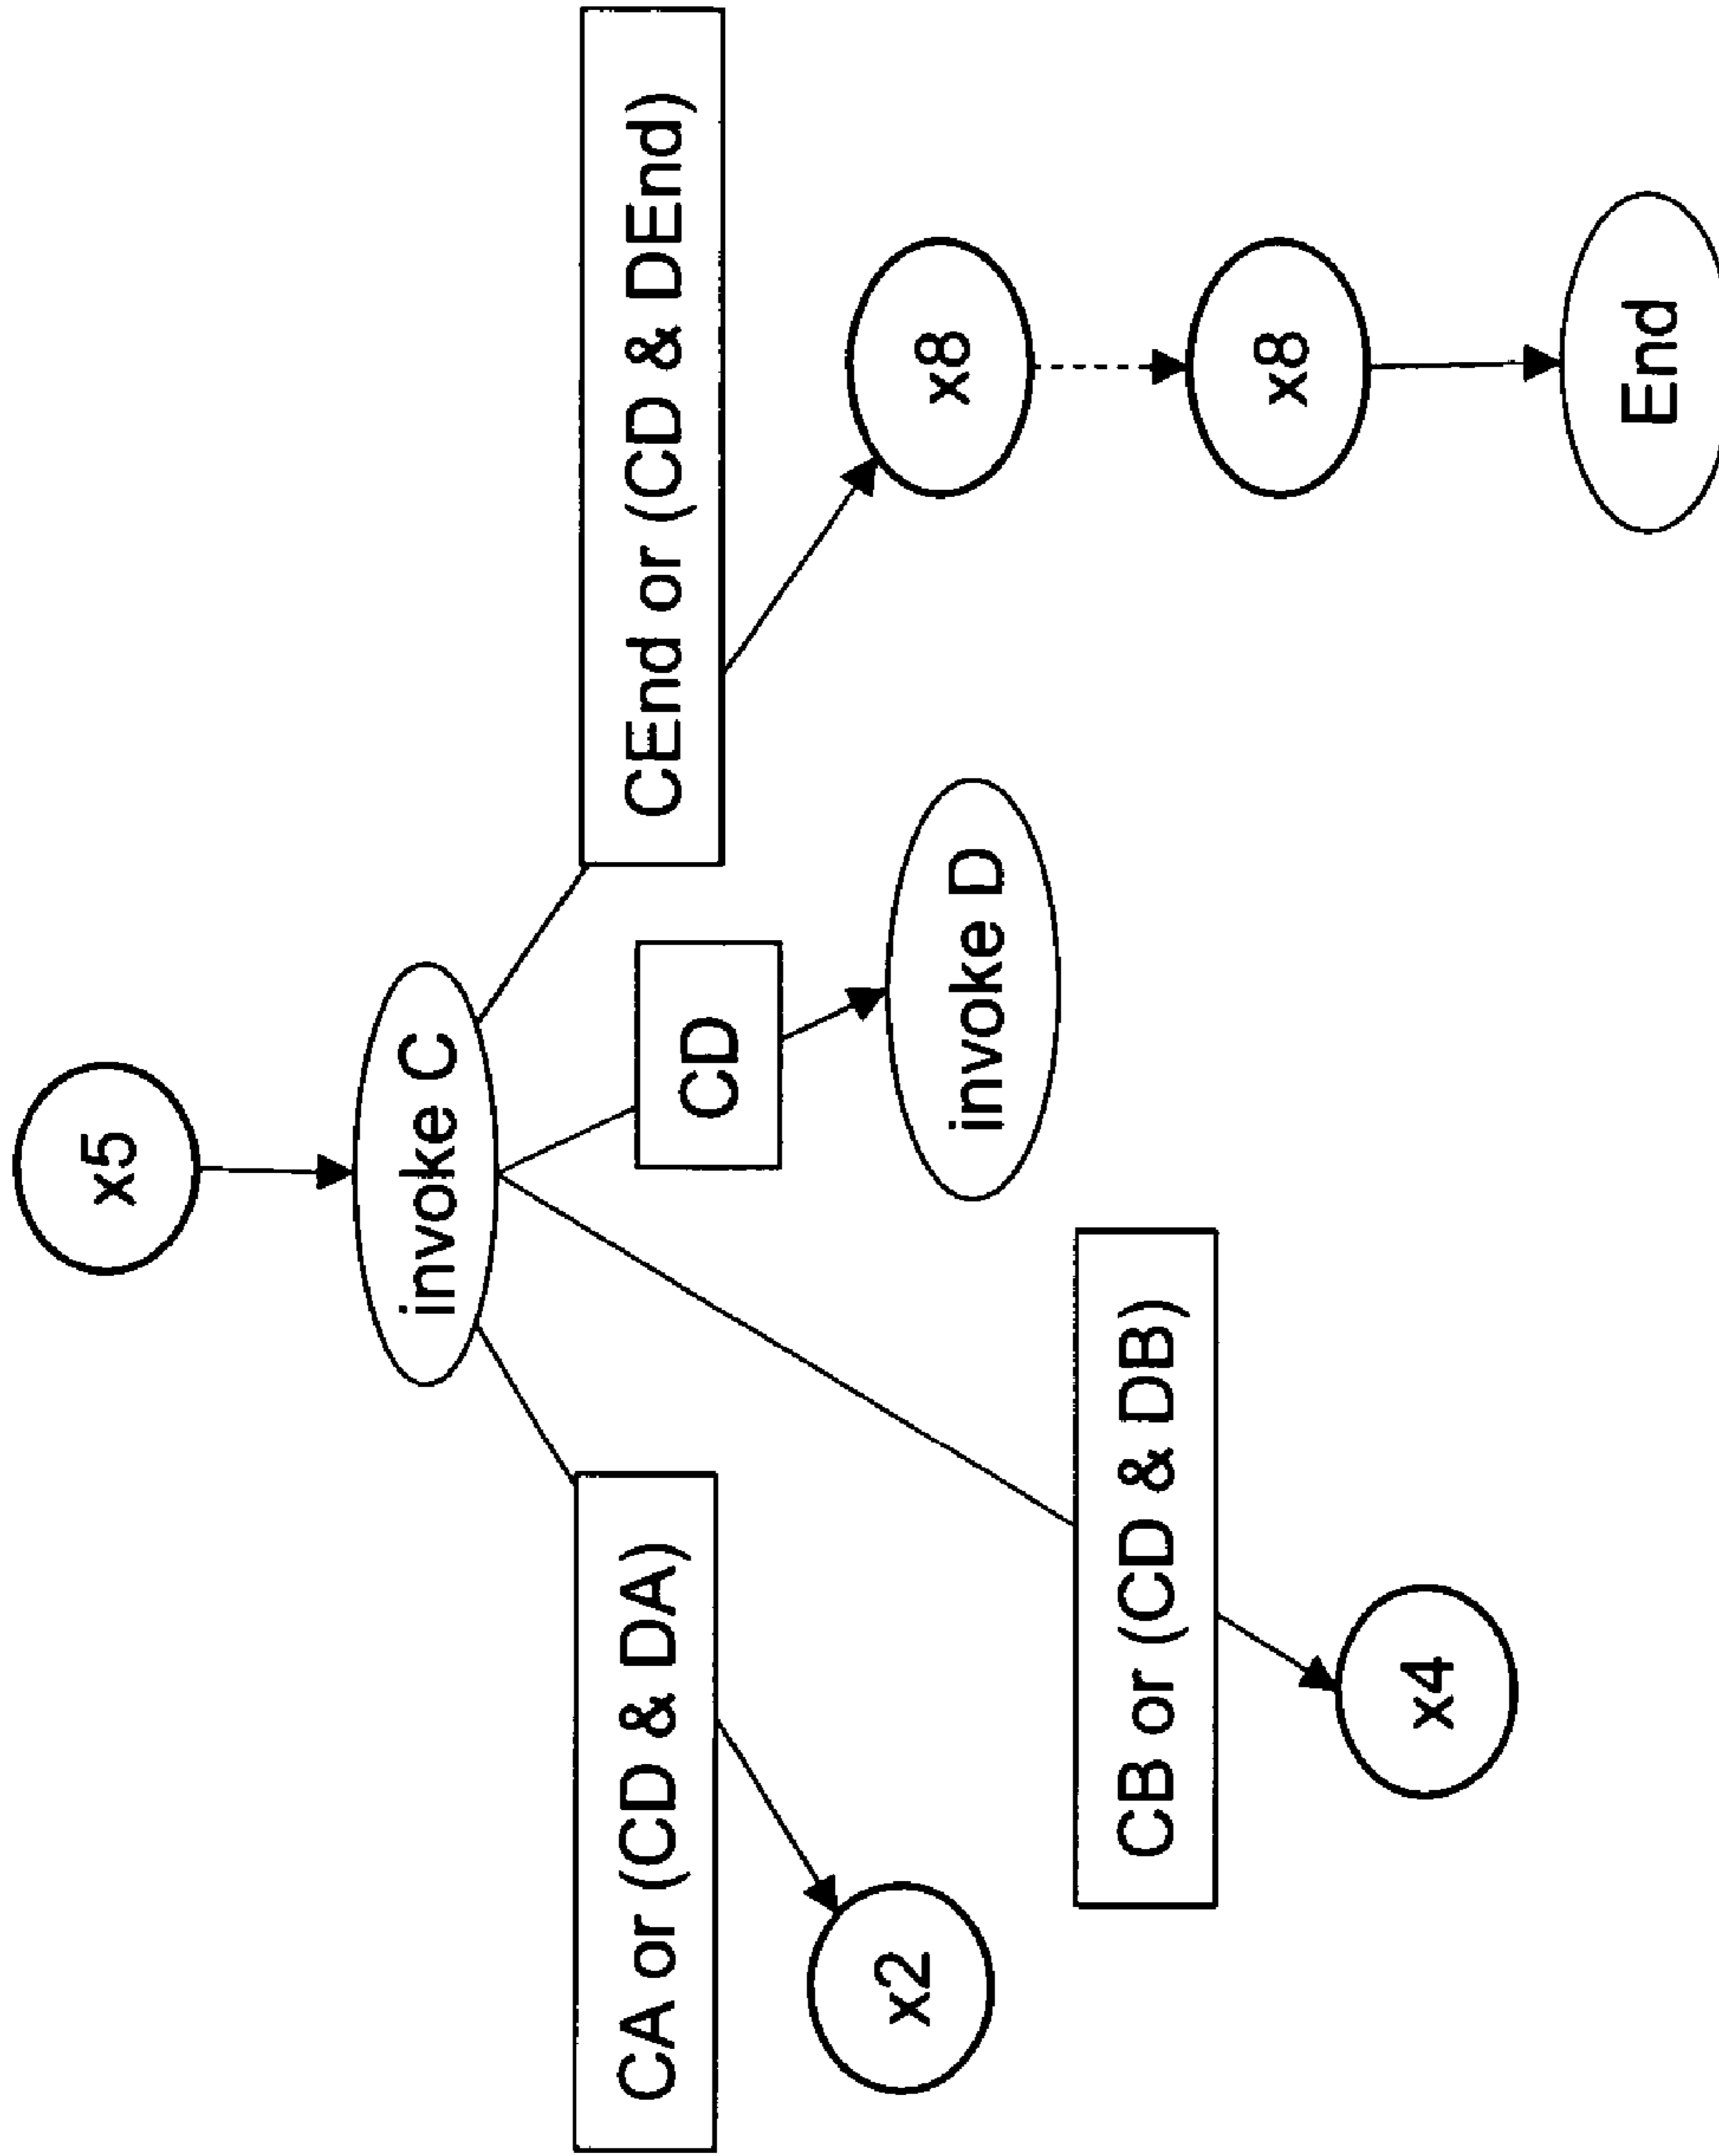 x5
invoke C
CA or (CD & DA)
CD
CEnd or (CD & DEnd)
x2
invoke D
x8
CB or (CD & DB)
x8
x4
End